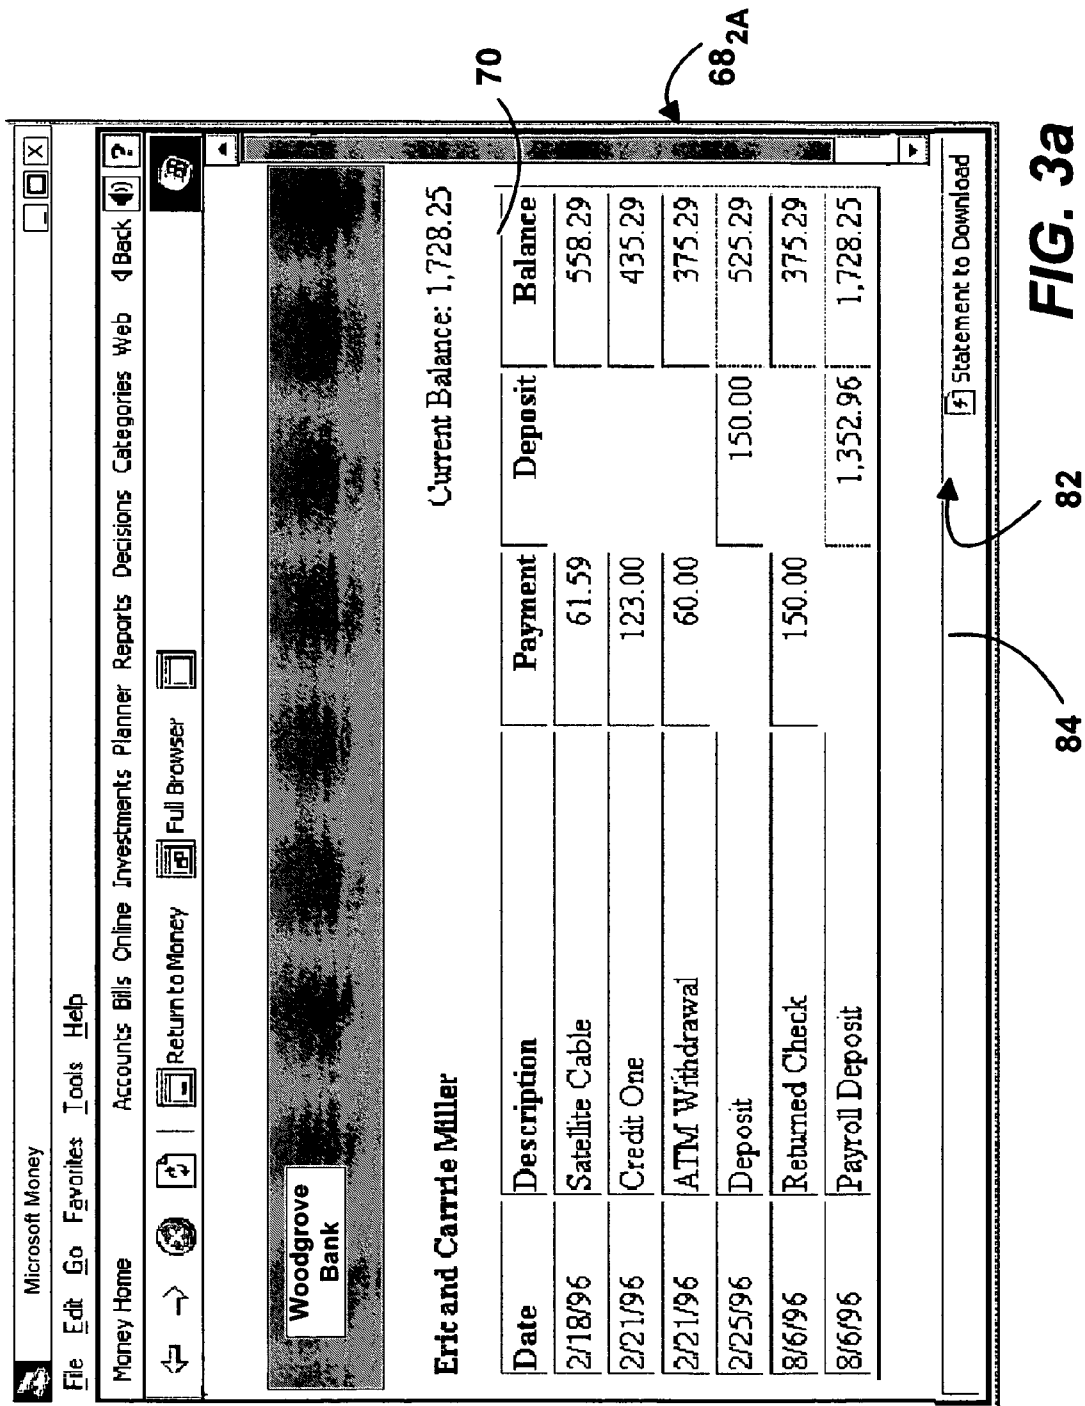 Microsoft Money
File Edit Go Favorites Tools Help
Money Home Accounts Bills Online Investments Planner Reports Decisions Categories Web Back ?
Return to Money Full Browser
Woodgrove
Bank
Eric and Carrrie Miller Current Balance: 1,728.25
70
Date Description Payment Deposit Balance
2/18/96 Satellite Cable 61.59 558.29
2/21/96 Credit One 123.00 435.29
2/21/96 ATM Withdrawal 60.00 375.29
2/25/96 Deposit 150.00 525.29
8/6/96 Returned Check 150.00 375.29
8/6/96 Payroll Deposit 1,352.96 1,728.25
68 2A
Statement to Download
84 82
FIG. 3a